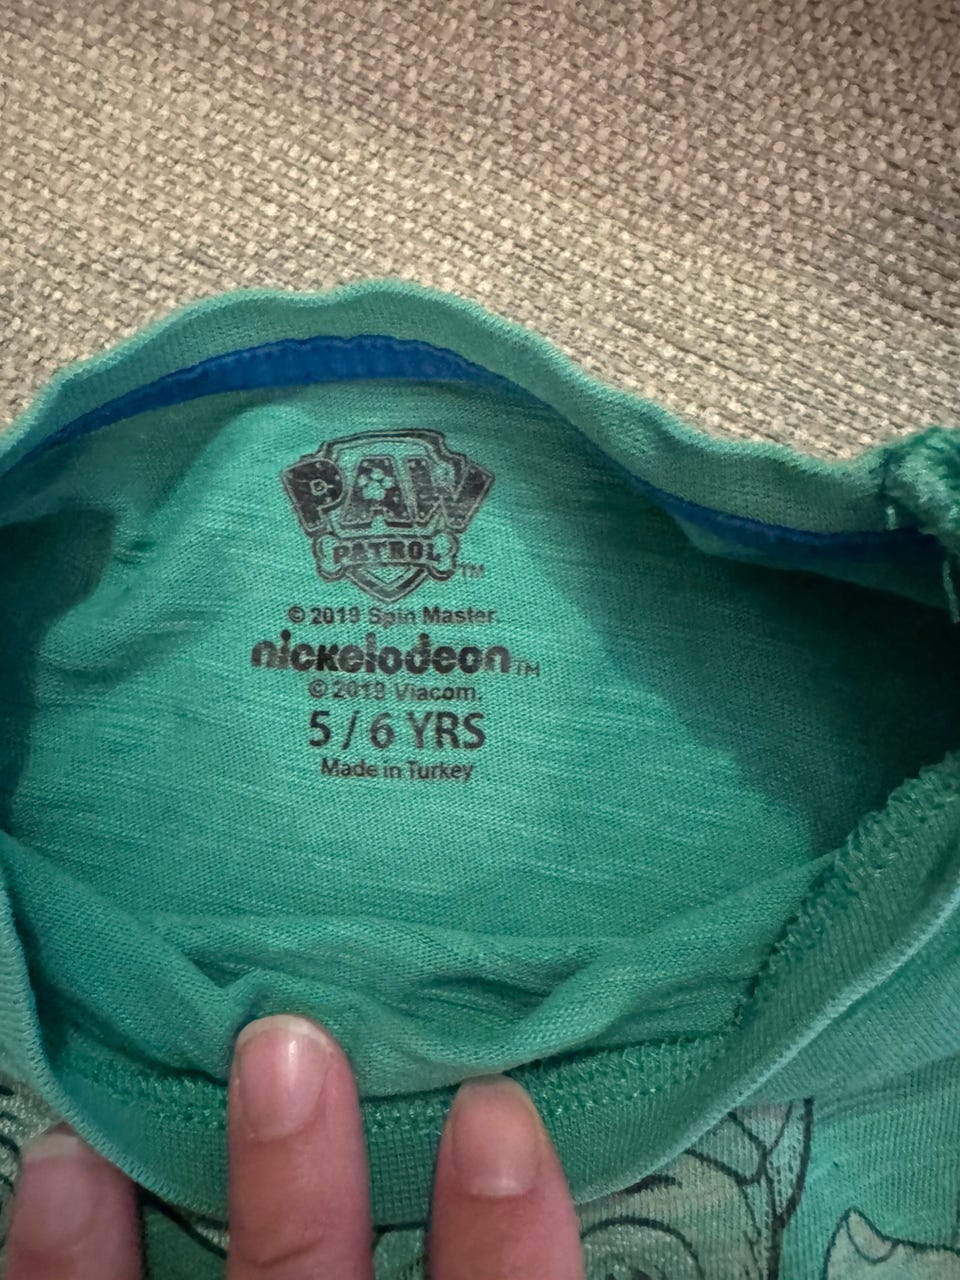 PAW
PATROL TM
© 2019 Spin Master
nickelodeon TM
© 2019 Viacom.
5 / 6 YRS
Made in Turkey